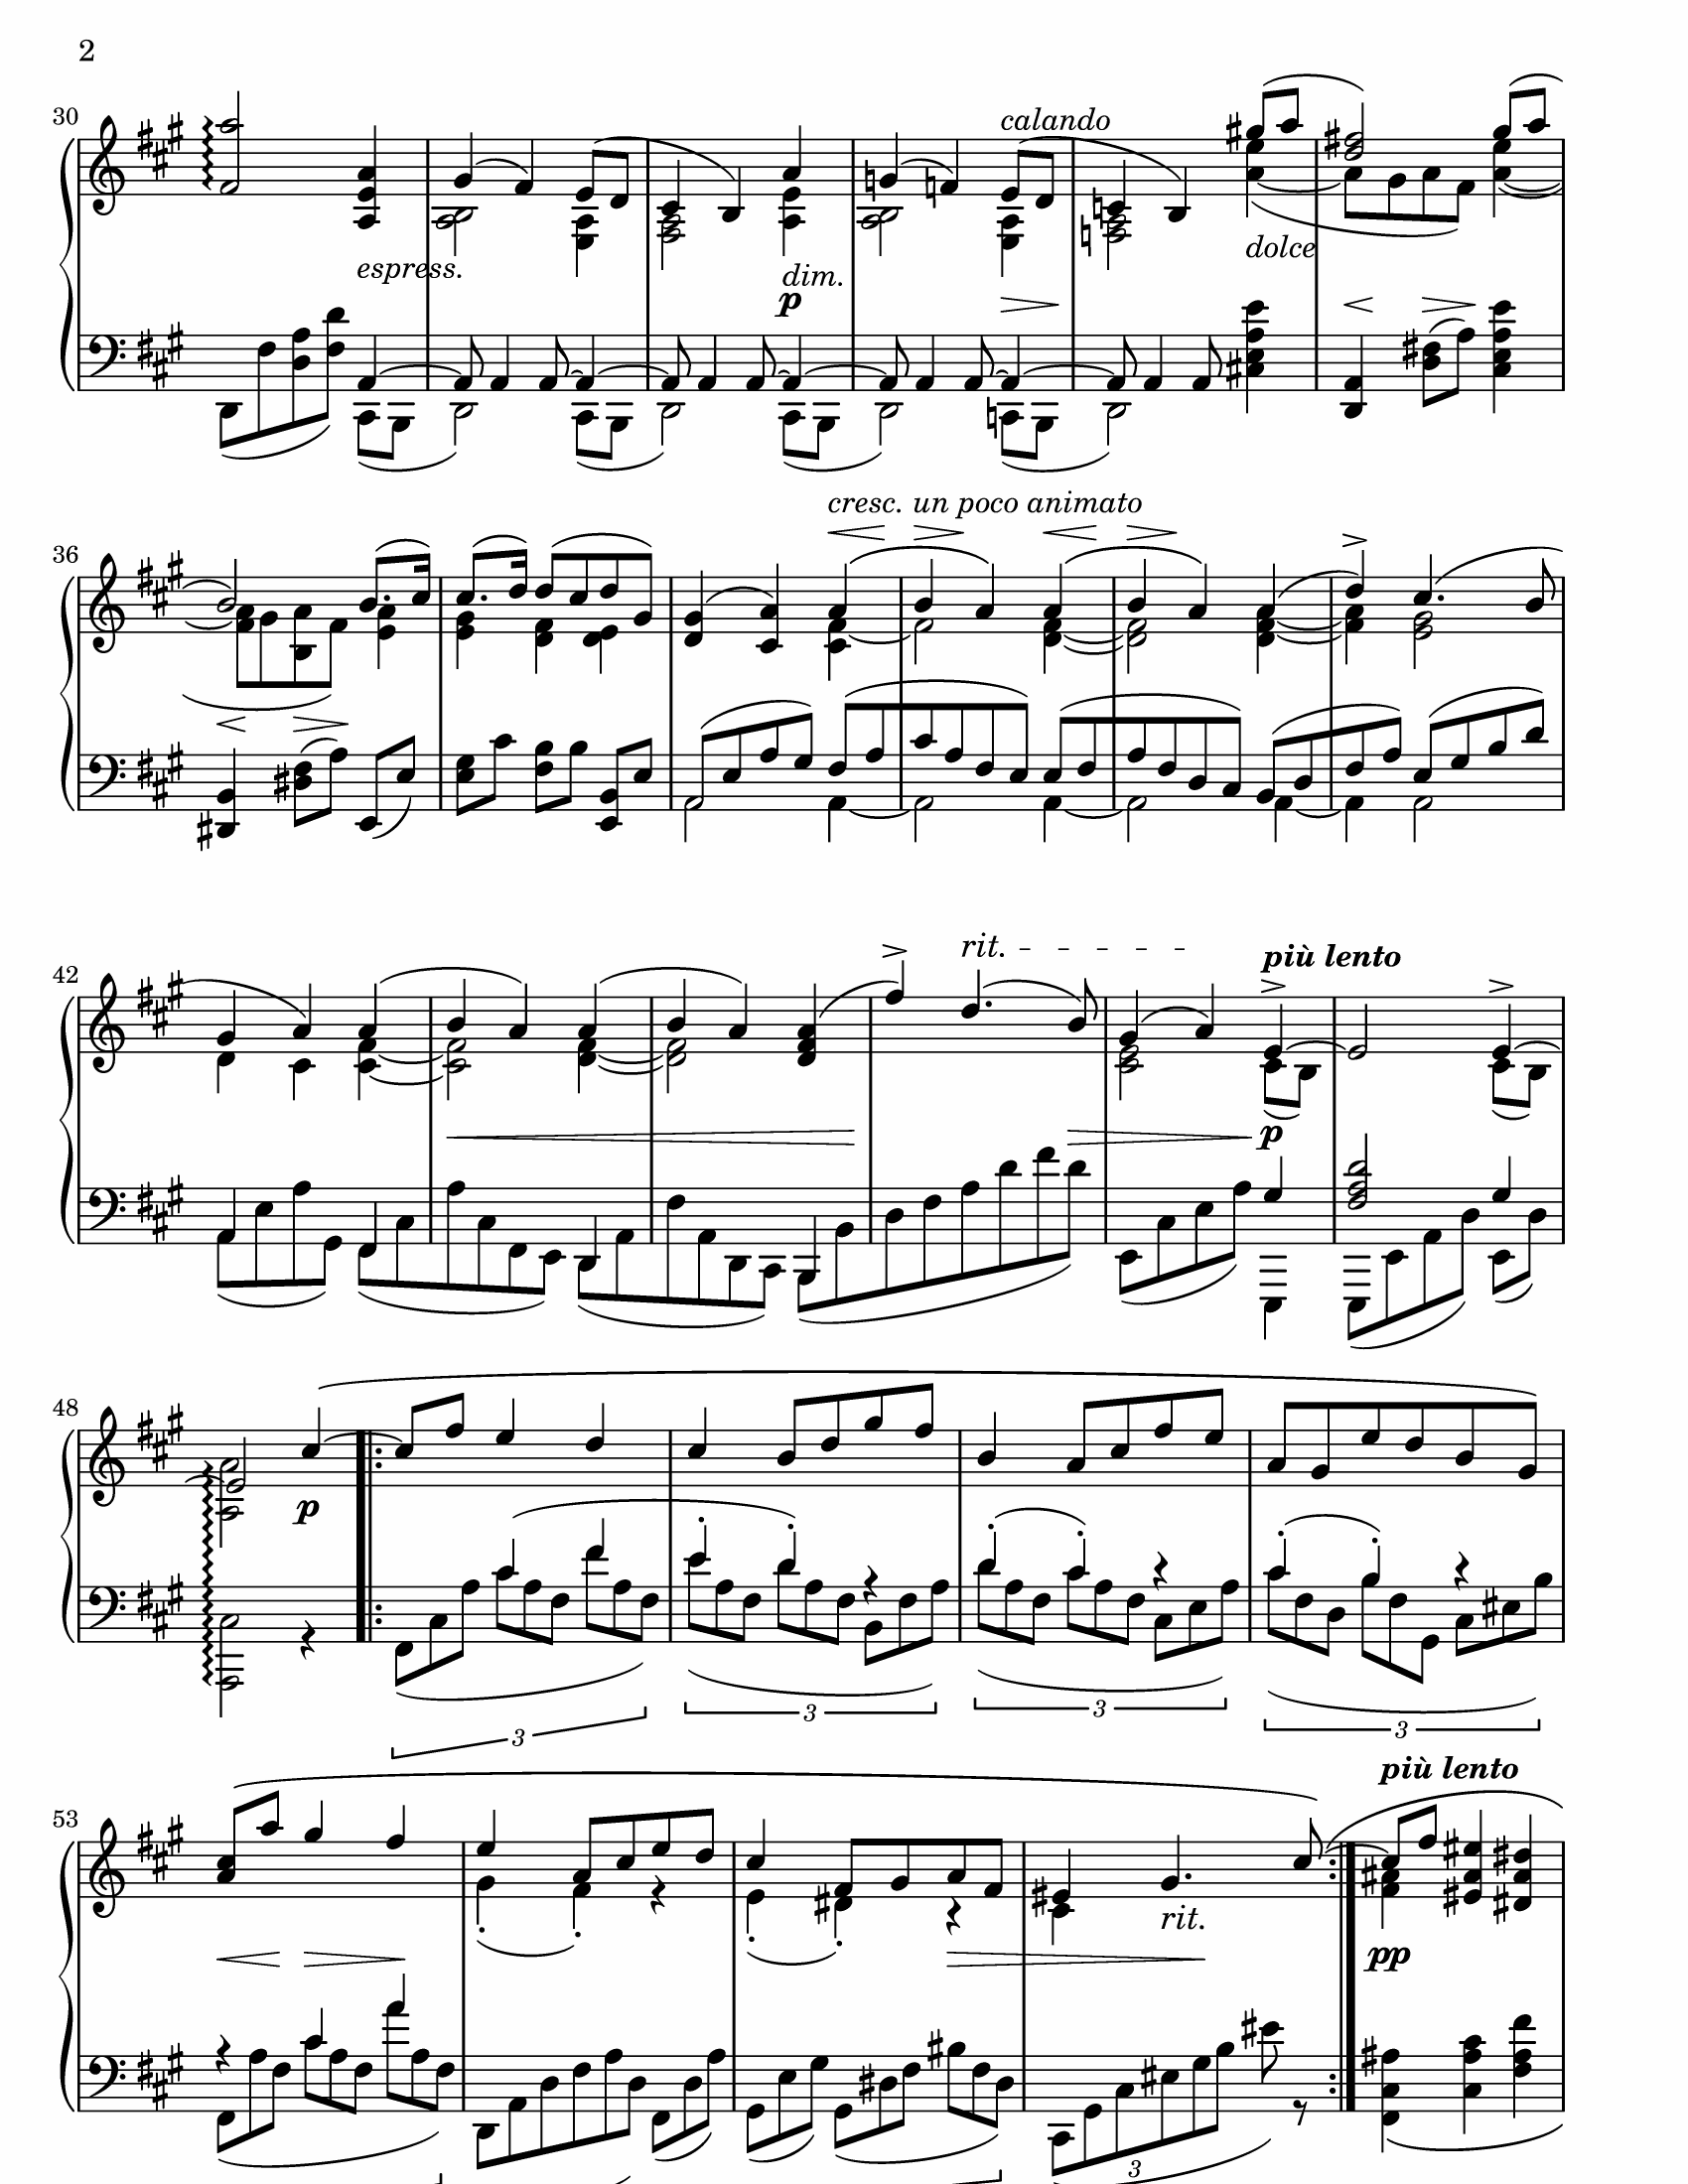 2
30
calando
espress.
dim.
p
dolce
36
cresc. un poco animato
42
rit.
più lento
p
48
p
3
3
3
3
53
più lento
rit.
pp
3